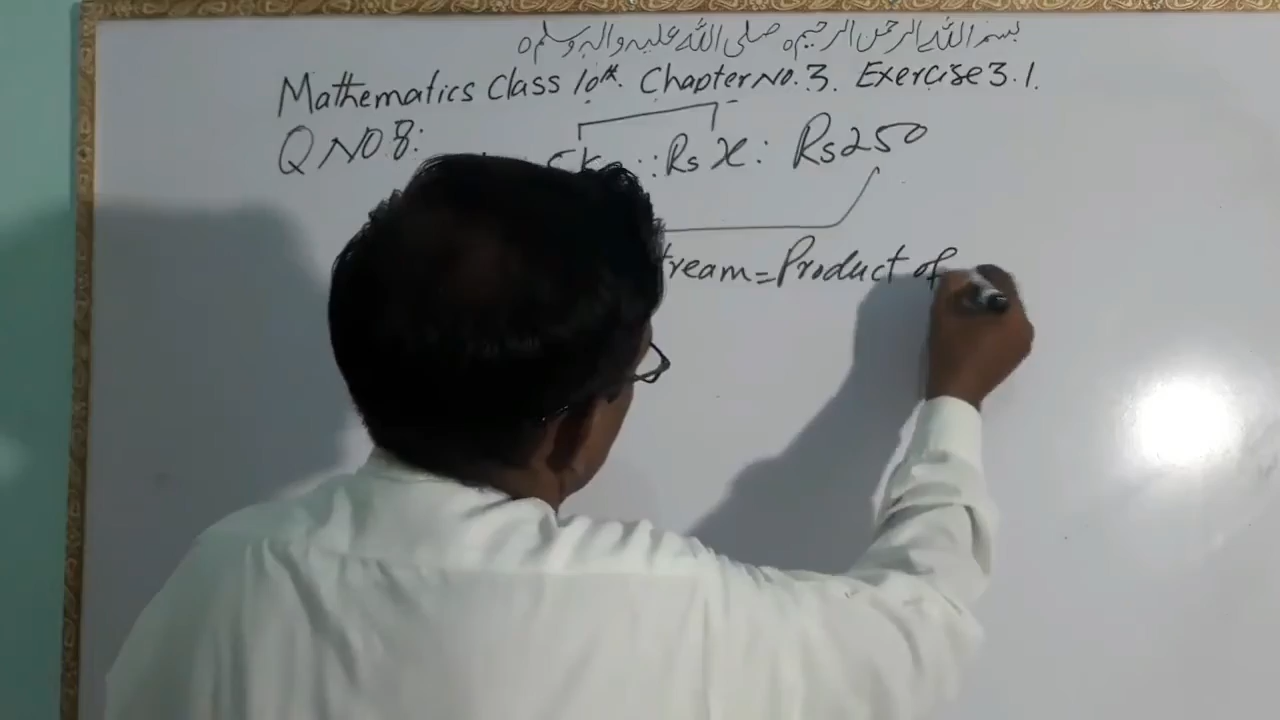 بسم اللہ الرحمن الرحیم ہ صلی اللہ علیہ والہ وسلم ہ
Mathematics Class 10th. Chapter No. 3. Exercise 3.1.
Q NO 8:
:: Rs x : Rs 250
tream = Product of